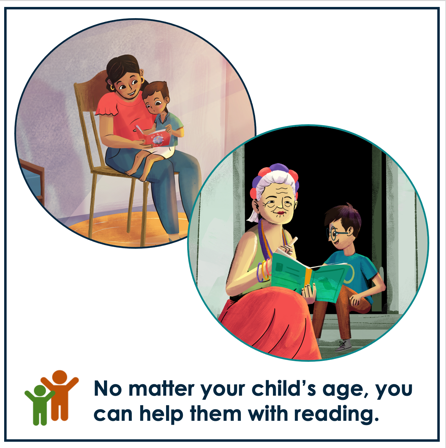 No matter your child's age, you
can help them with reading.